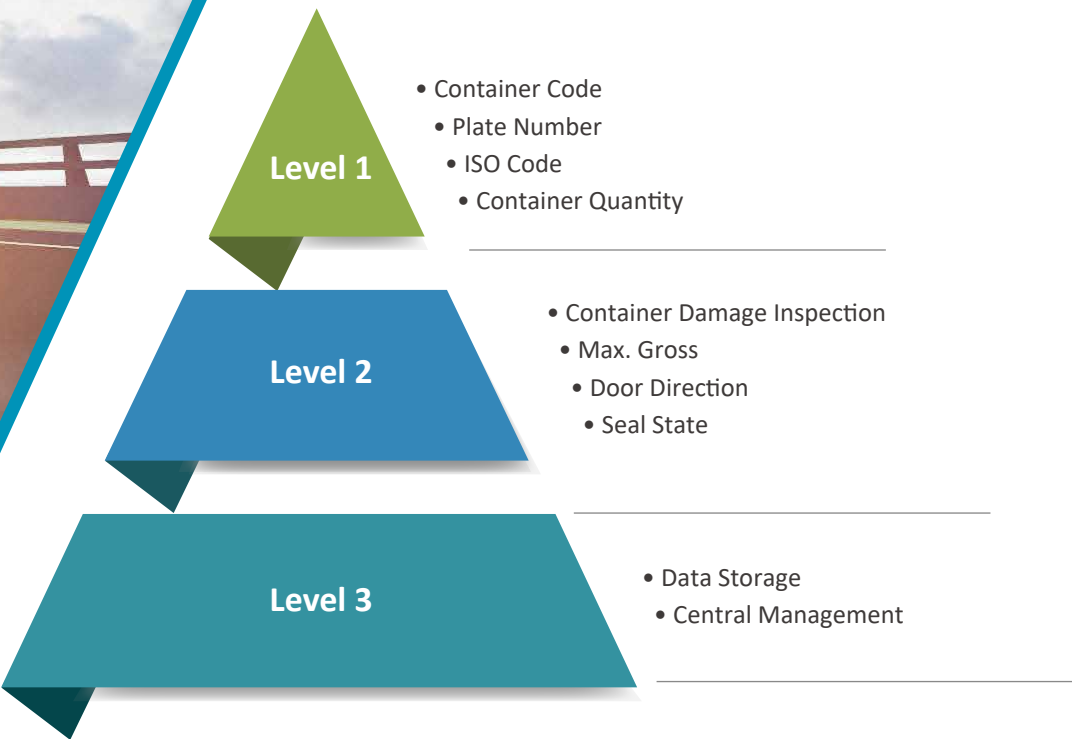 • Container Code
• Plate Number
Level 1
• ISO Code
• Container Quantity
• Container Damage Inspection
• Max. Gross
Level 2
• Door Direction
• Seal State
• Data Storage
Level 3
• Central Management